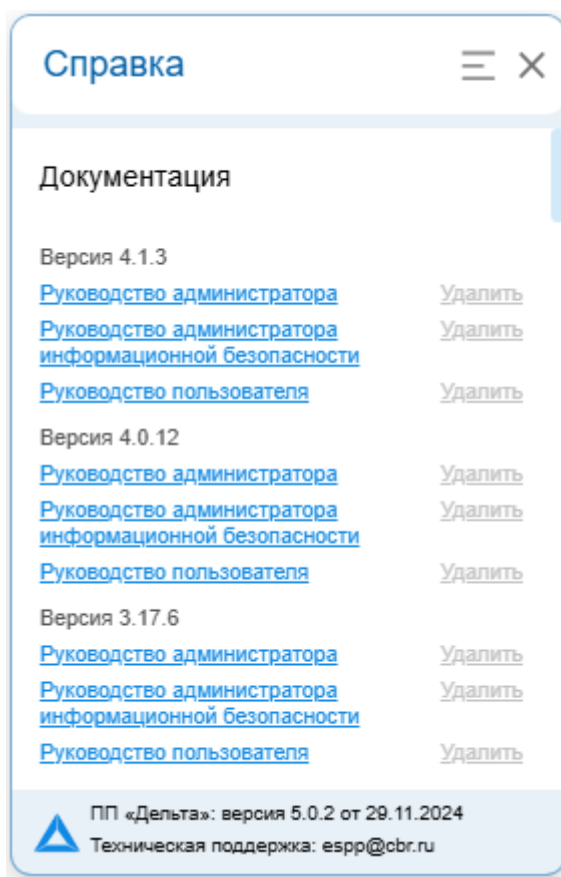 Справка
Документация
Версия 4.1.3
Руководство администратора Удалить
Руководство администратора Удалить
информационной безопасности
Руководство пользователя Удалить
Версия 4.0.12
Руководство администратора Удалить
Руководство администратора Удалить
информационной безопасности
Руководство пользователя Удалить
Версия 3.17.6
Руководство администратора Удалить
Руководство администратора Удалить
информационной безопасности
Руководство пользователя Удалить
ПП «Дельта»: версия 5.0.2 от 29.11.2024
Техническая поддержка: espp@cbr.ru